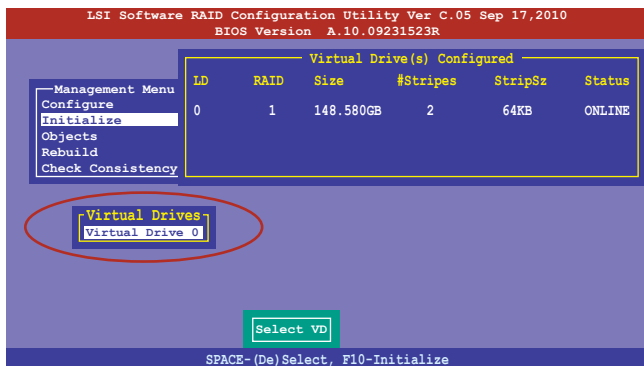 LSI Software RAID Configuration Utility Ver C.05 Sep 17,2010
BIOS Version A.10.09231523R
Virtual Drive(s) Configured
LD RAID Size #Stripes StripSz Status
0 1 148.580GB 2 64KB ONLINE
Management Menu
Configure
Initialize
Objects
Rebuild
Check Consistency
Virtual Drives
Virtual Drive 0
Select VD
SPACE-(De)Select, F10-Initialize